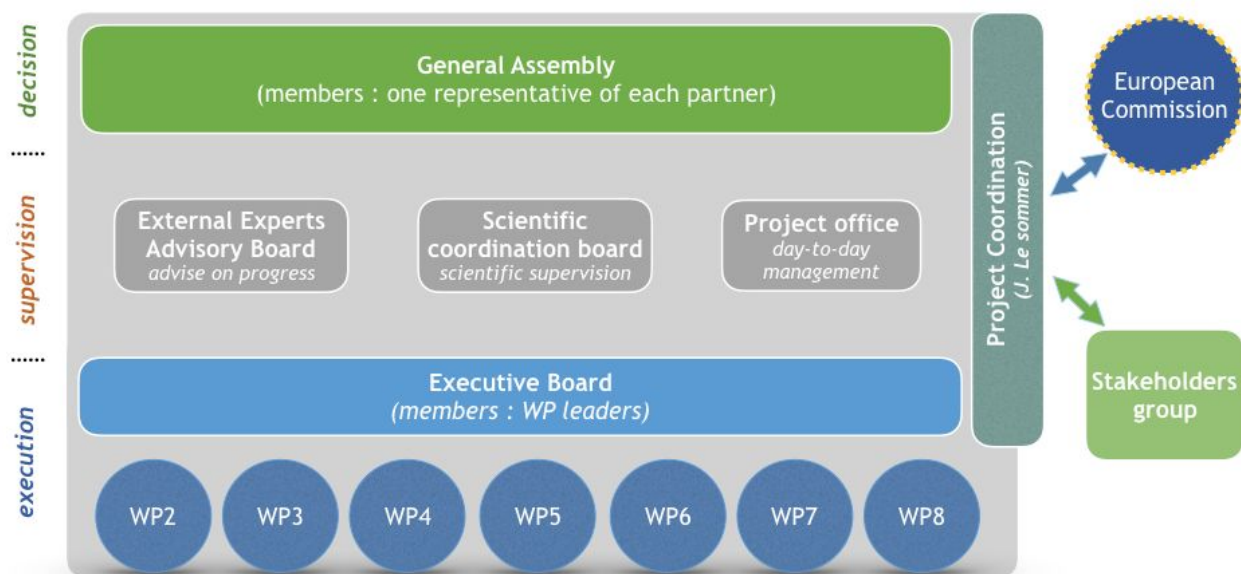 decision
......
supervision
......
execution
General Assembly
(members : one representative of each partner)
External Experts
Advisory Board
advise on progress
Scientific
coordination board
scientific supervision
Project office
day-to-day
management
Executive Board
(members : WP leaders)
WP2
WP3
WP4
WP5
WP6
WP7
WP8
Project Coordination
(J. Le sommer)
European
Commission
Stakeholders
group